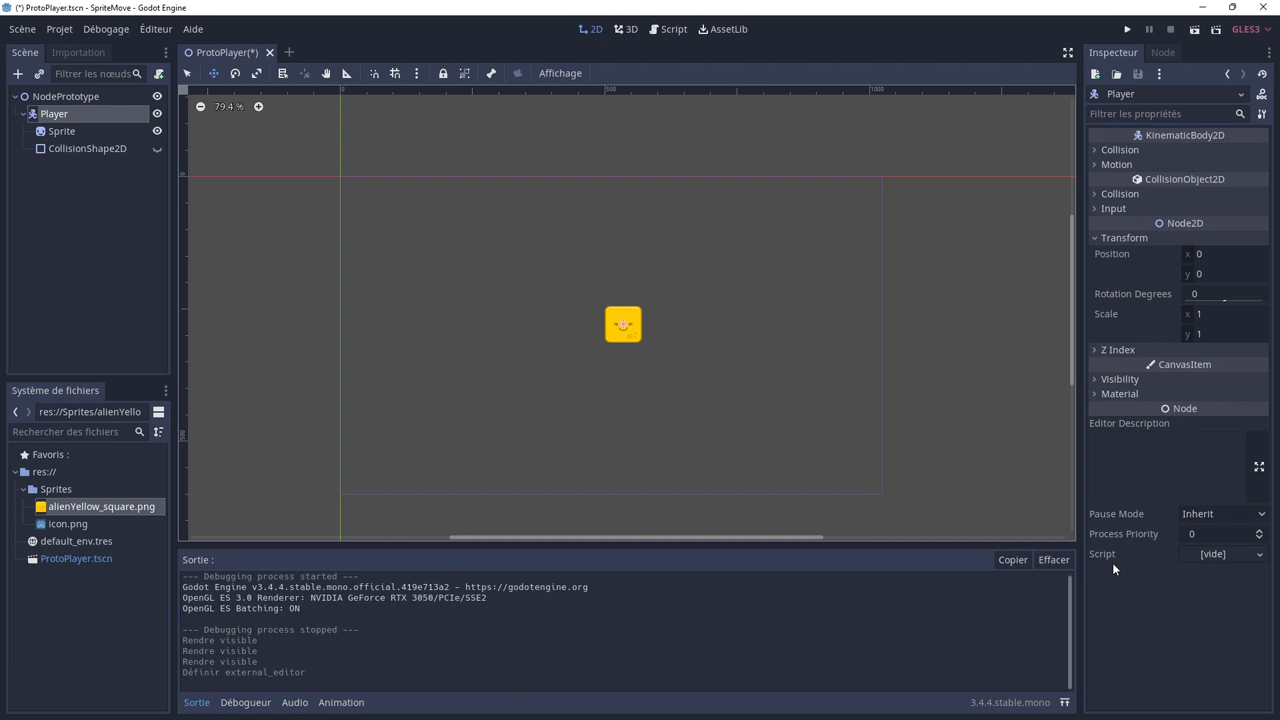 (*) ProtoPlayer.tscn - SpriteMove - Godot Engine
Scène Projet Débogage Éditeur Aide
2D 3D Script AssetLib
GLES3
Scène Importation
Filtrer les nœuds
NodePrototype
Player
Sprite
CollisionShape2D
ProtoPlayer(*)
Affichage
79.4 %
0 500 1000
0
500
Système de fichiers
res://Sprites/alienYello
Rechercher des fichiers
Favoris :
res://
Sprites
alienYellow_square.png
icon.png
default_env.tres
ProtoPlayer.tscn
Sortie :
Copier Effacer
--- Debugging process started ---
Godot Engine v3.4.4.stable.mono.official.419e713a2 - https://godotengine.org
OpenGL ES 3.0 Renderer: NVIDIA GeForce RTX 3050/PCIe/SSE2
OpenGL ES Batching: ON
--- Debugging process stopped ---
Rendre visible
Rendre visible
Rendre visible
Définir external_editor
Sortie Débogueur Audio Animation
3.4.4.stable.mono
Inspecteur Node
Player
Filtrer les propriétés
KinematicBody2D
Collision
Motion
CollisionObject2D
Collision
Input
Node2D
Transform
Position x 0
y 0
Rotation Degrees 0
Scale x 1
y 1
Z Index
CanvasItem
Visibility
Material
Node
Editor Description
Pause Mode Inherit
Process Priority 0
Script [vide]